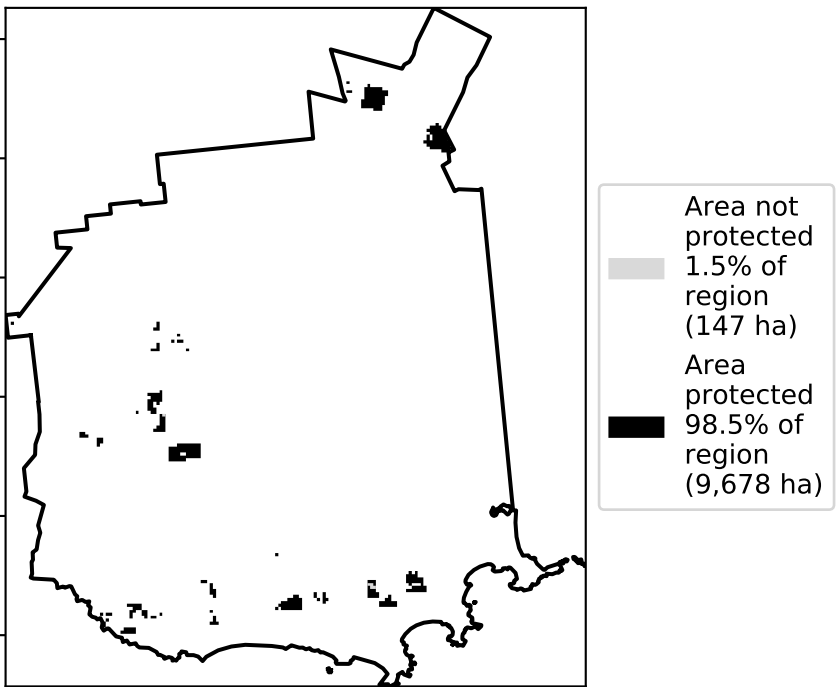 Area not
protected
1.5% of
region
(147 ha)
Area
protected
98.5% of
region
(9,678 ha)